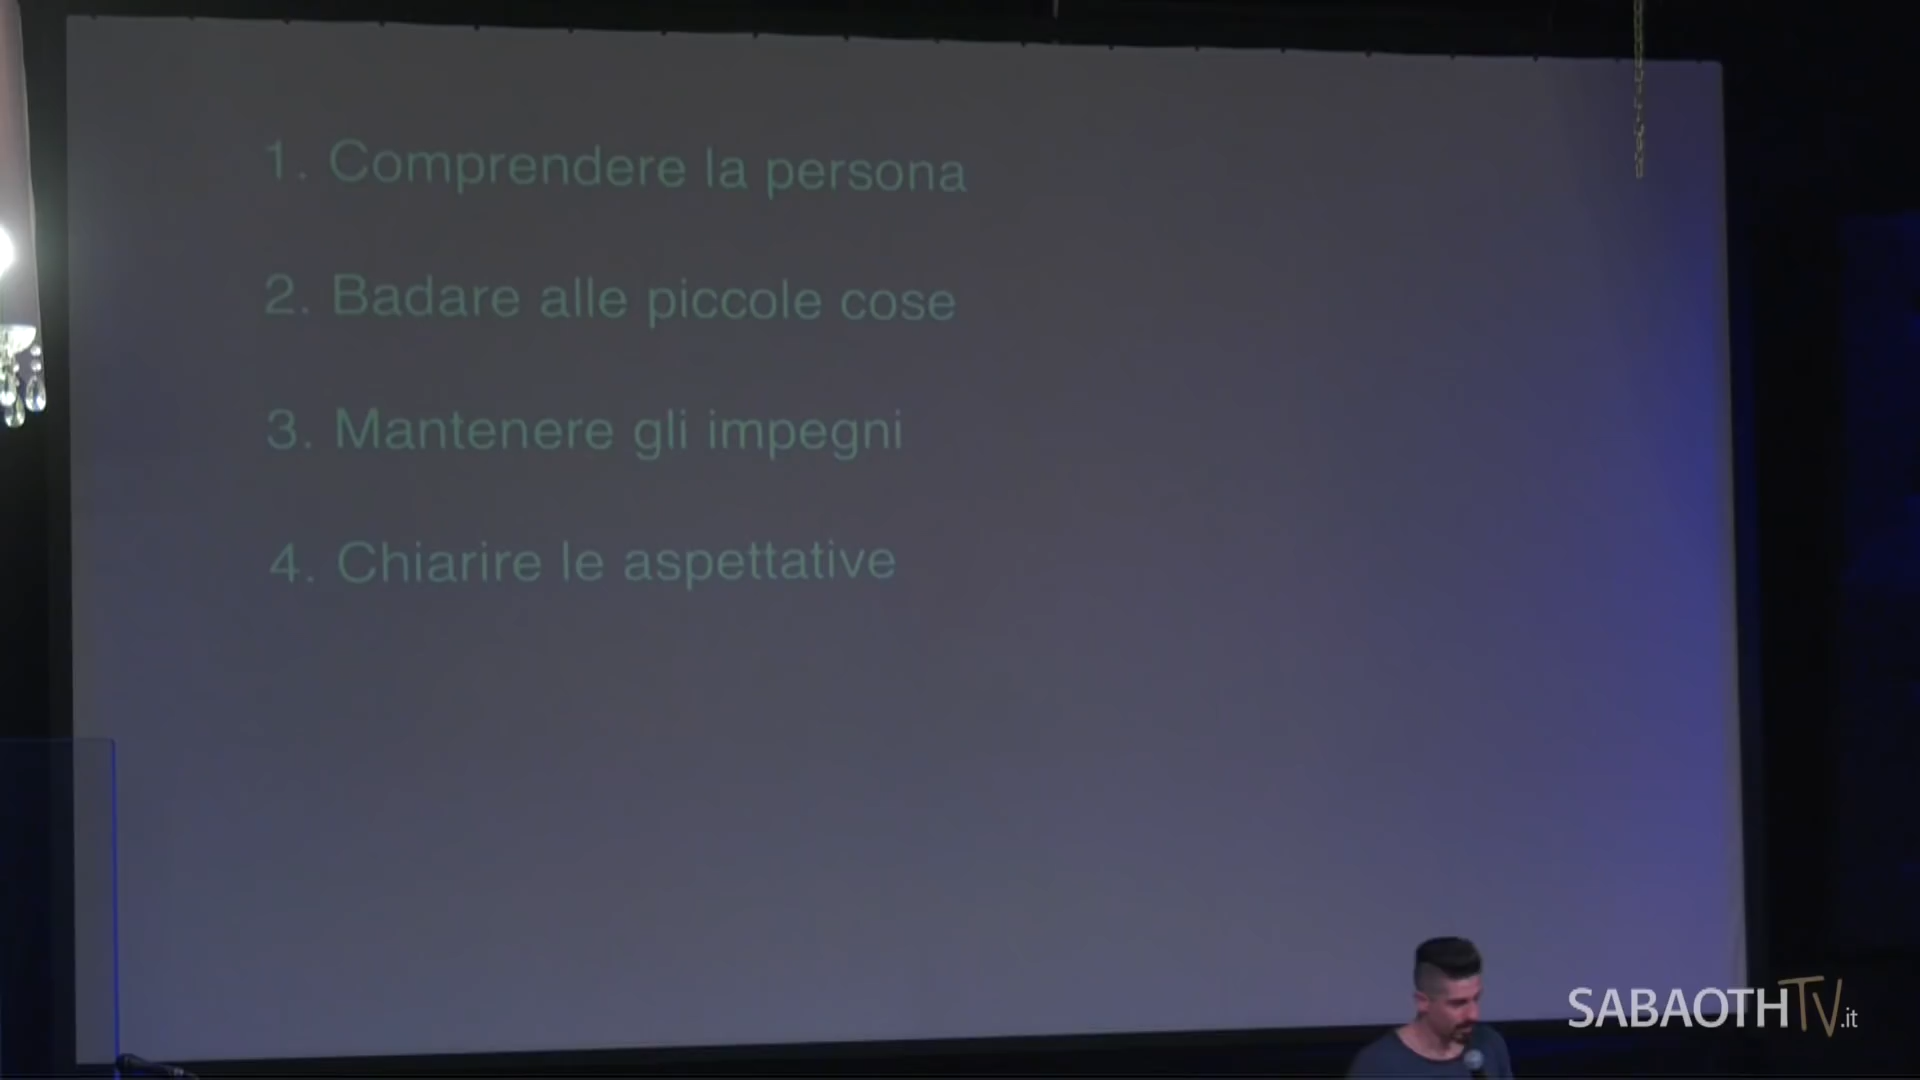 1. Comprendere la persona
2. Badare alle piccole cose
3. Mantenere gli impegni
4. Chiarire le aspettative
SABAOTHTV.it